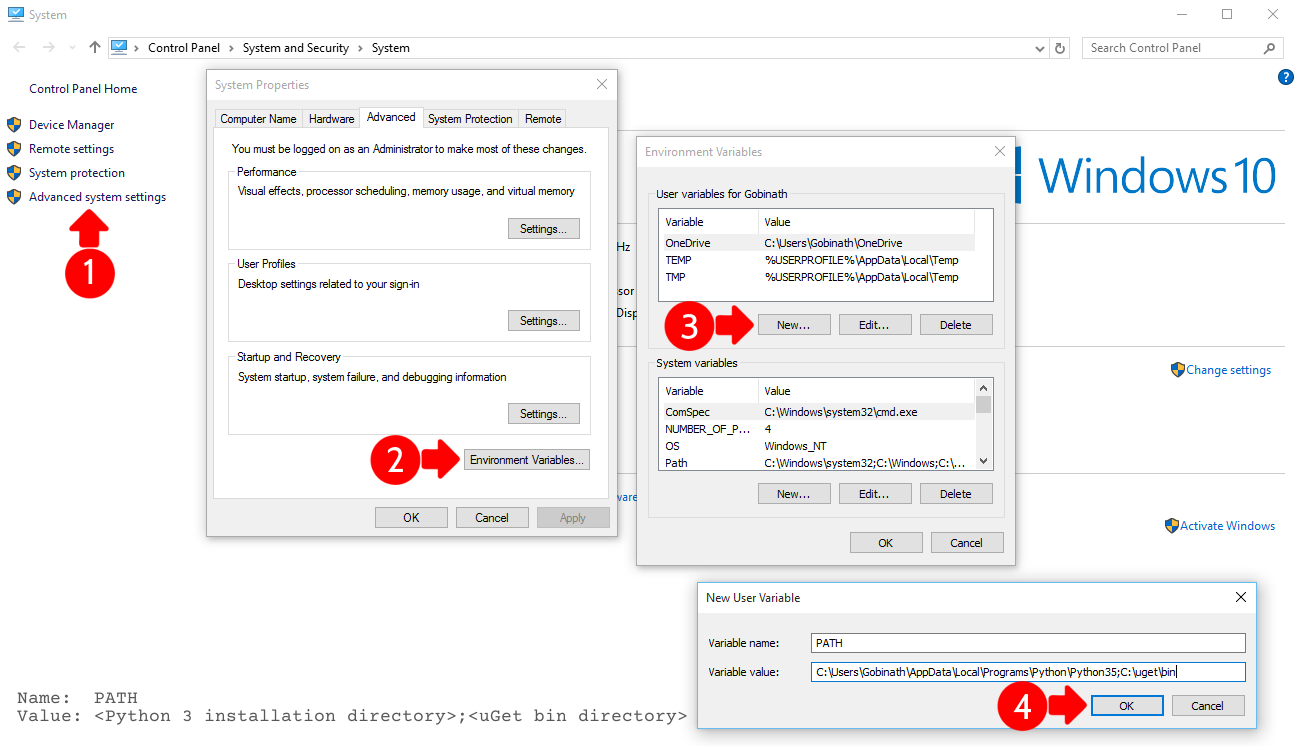 System
Control Panel > System and Security > System
Search Control Panel
Control Panel Home
Device Manager
Remote settings
System protection
Advanced system settings
1
System Properties
Computer Name Hardware Advanced System Protection Remote
You must be logged on as an Administrator to make most of these changes.
Performance
Visual effects, processor scheduling, memory usage, and virtual memory
Settings...
User Profiles
Desktop settings related to your sign-in
Settings...
Startup and Recovery
System startup, system failure, and debugging information
Settings...
2
Environment Variables...
OK Cancel Apply
Hz
sor
Disp
ware
Environment Variables
User variables for Gobinath
Variable Value
OneDrive C:\Users\Gobinath\OneDrive
TEMP %USERPROFILE%\AppData\Local\Temp
TMP %USERPROFILE%\AppData\Local\Temp
3
New... Edit... Delete
System variables
Variable Value
ComSpec C:\Windows\system32\cmd.exe
NUMBER_OF_P... 4
OS Windows_NT
Path C:\Windows\system32;C:\Windows;C:\...
New... Edit... Delete
OK Cancel
?
Windows 10
Change settings
Activate Windows
New User Variable
Variable name: PATH
Variable value: C:\Users\Gobinath\AppData\Local\Programs\Python\Python35;C:\uget\bin
4
OK Cancel
Name: PATH
Value: <Python 3 installation directory>;<uGet bin directory>